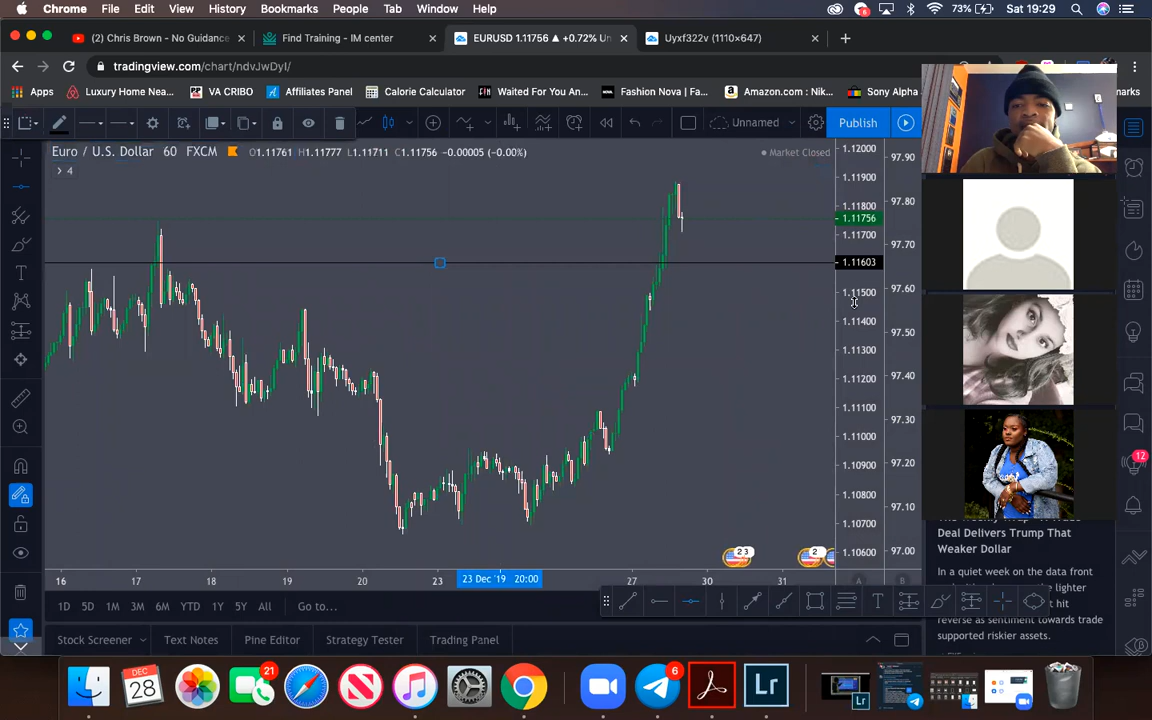 Chrome File Edit View History Bookmarks People Tab Window Help 73% Sat 19:29
(2) Chris Brown - No Guidance Find Training - IM center EURUSD 1.11756 ▲ +0.72% Un Uyxf322v (1110×647)
tradingview.com/chart/ndvJwDyI/
Apps Luxury Home Nea... VA CRIBO Affiliates Panel Calorie Calculator Waited For You An... Fashion Nova | Fa... Amazon.com : Nik... Sony Alpha
Unnamed Publish
Euro / U.S. Dollar 60 FXCM O1.11761 H1.11777 L1.11711 C1.11756 −0.00005 (−0.00%) Market Closed
4
1.12000 97.90
1.11900
1.11800 97.80
1.11756
1.11700 97.70
1.11603
1.11500 97.60
1.11400 97.50
1.11300
1.11200 97.40
1.11100 97.30
1.11000
1.10900 97.20
1.10800 97.10
1.10700
1.10600 97.00
12
Deal Delivers Trump That
Weaker Dollar
In a quiet week on the data front
reverse as sentiment towards trade
supported riskier assets.
2 3 2
16 17 18 19 20 23 23 Dec '19 20:00 27 30 31 A B
1D 5D 1M 3M 6M YTD 1Y 5Y All Go to...
Stock Screener Text Notes Pine Editor Strategy Tester Trading Panel
DEC
28
21
6
Lr
Lr